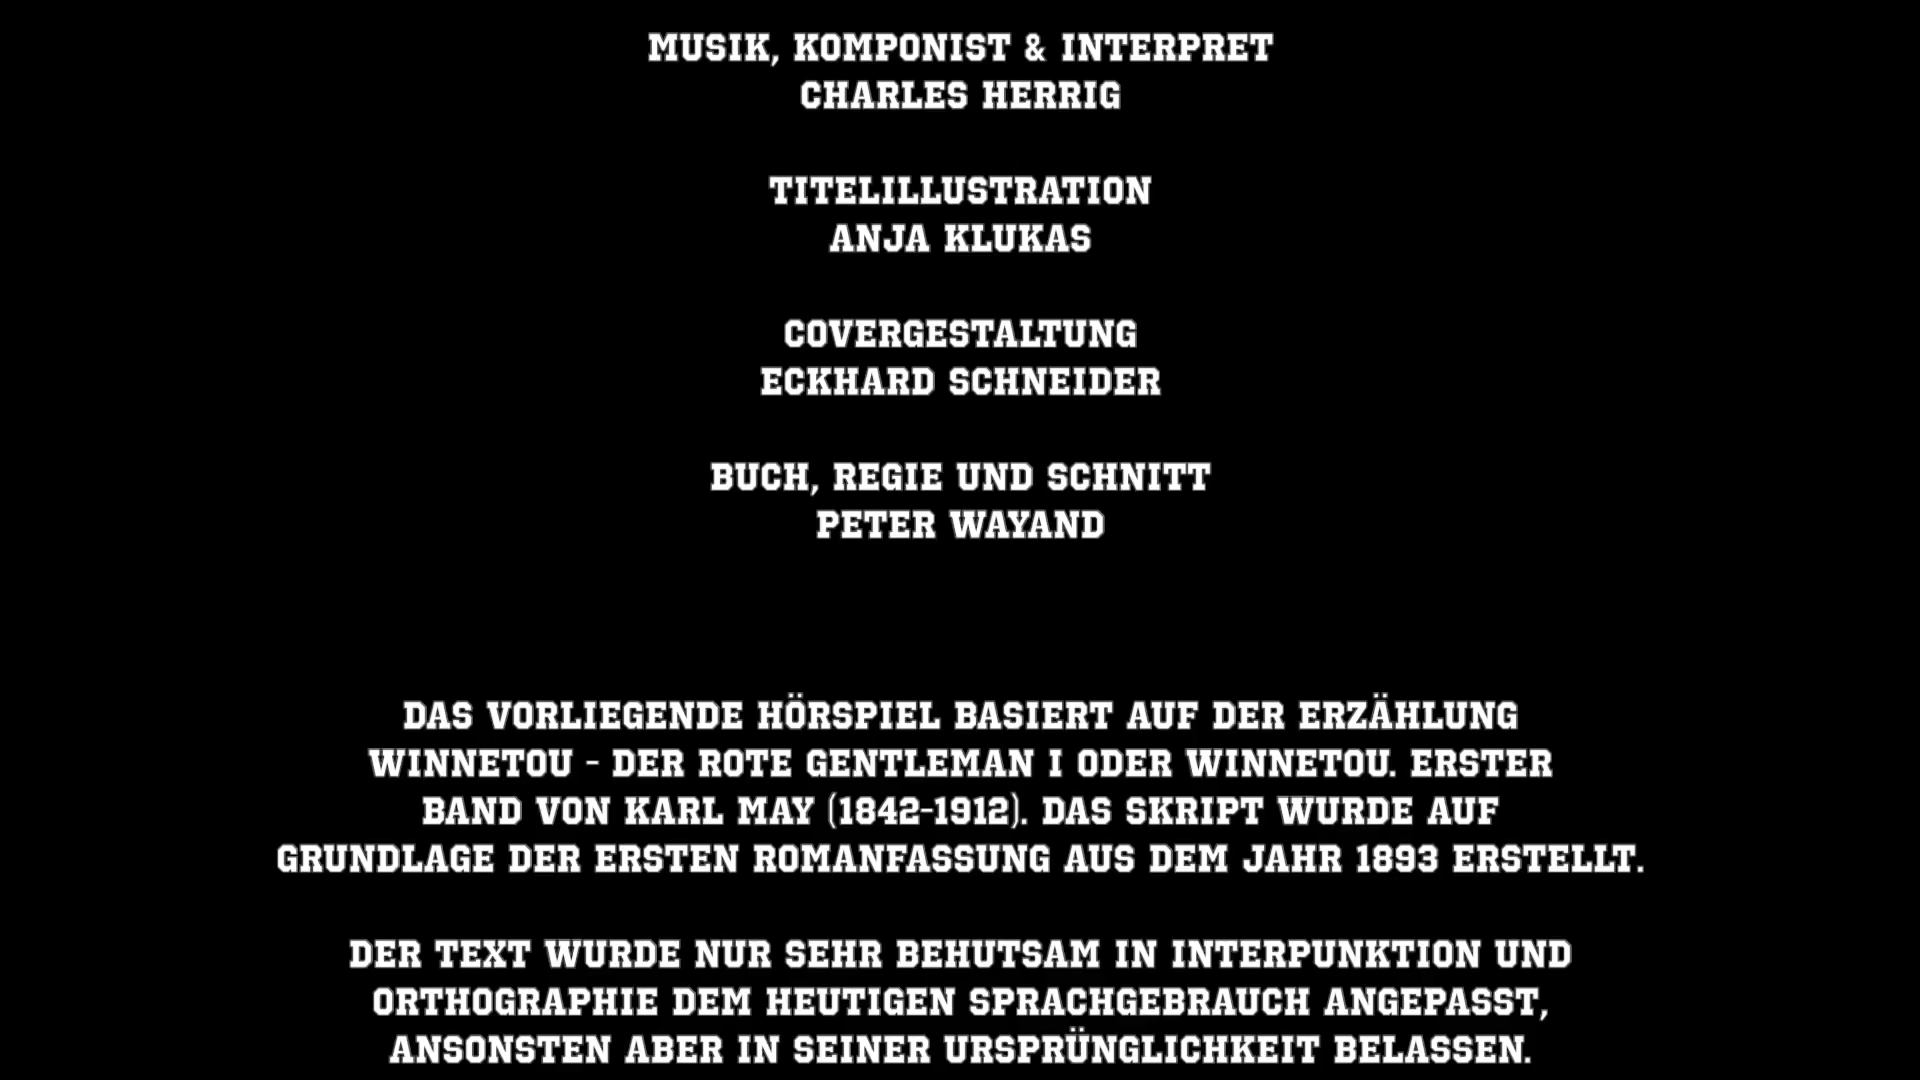 MUSIK, KOMPONIST & INTERPRET
CHARLES HERRIG
TITELILLUSTRATION
ANJA KLUKAS
COVERGESTALTUNG
ECKHARD SCHNEIDER
BUCH, REGIE UND SCHNITT
PETER WAYAND
DAS VORLIEGENDE HÖRSPIEL BASIERT AUF DER ERZÄHLUNG
WINNETOU - DER ROTE GENTLEMAN I ODER WINNETOU. ERSTER
BAND VON KARL MAY (1842-1912). DAS SKRIPT WURDE AUF
GRUNDLAGE DER ERSTEN ROMANFASSUNG AUS DEM JAHR 1893 ERSTELLT.
DER TEXT WURDE NUR SEHR BEHUTSAM IN INTERPUNKTION UND
ORTHOGRAPHIE DEM HEUTIGEN SPRACHGEBRAUCH ANGEPASST,
ANSONSTEN ABER IN SEINER URSPRÜNGLICHKEIT BELASSEN.